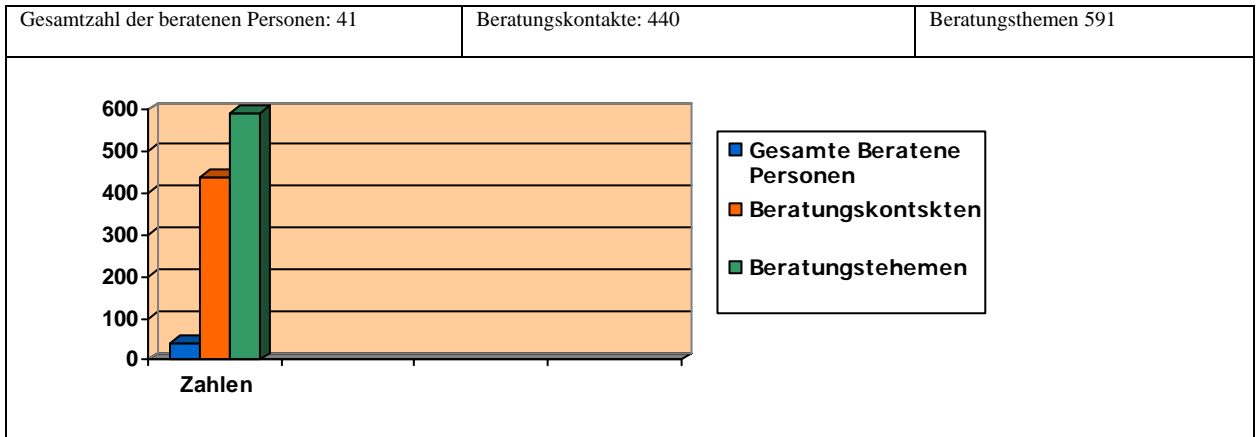 Gesamtzahl der beratenen Personen: 41
Beratungskontakte: 440
Beratungsthemen 591
600
500
400
300
200
100
0
Zahlen
Gesamte Beratene
Personen
Beratungskontskten
Beratungstehemen